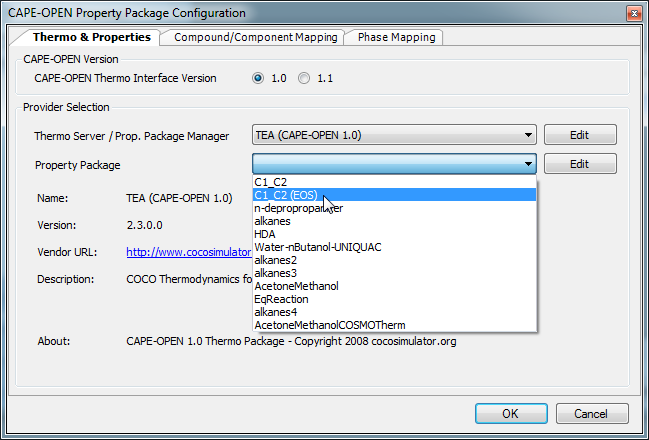 CAPE-OPEN Property Package Configuration
Thermo & Properties Compound/Component Mapping Phase Mapping
CAPE-OPEN Version
CAPE-OPEN Thermo Interface Version 1.0 1.1
Provider Selection
Thermo Server / Prop. Package Manager TEA (CAPE-OPEN 1.0) Edit
Property Package Edit
C1_C2
Name: TEA (CAPE-OPEN 1.0) C1_C2 (EOS)
n-depropropanizer
Version: 2.3.0.0 alkanes
HDA
Vendor URL: http://www.cocosimulator Water-nButanol-UNIQUAC
alkanes2
Description: COCO Thermodynamics fo alkanes3
AcetoneMethanol
EqReaction
alkanes4
AcetoneMethanolCOSMOTherm
About: CAPE-OPEN 1.0 Thermo Package - Copyright 2008 cocosimulator.org
OK Cancel